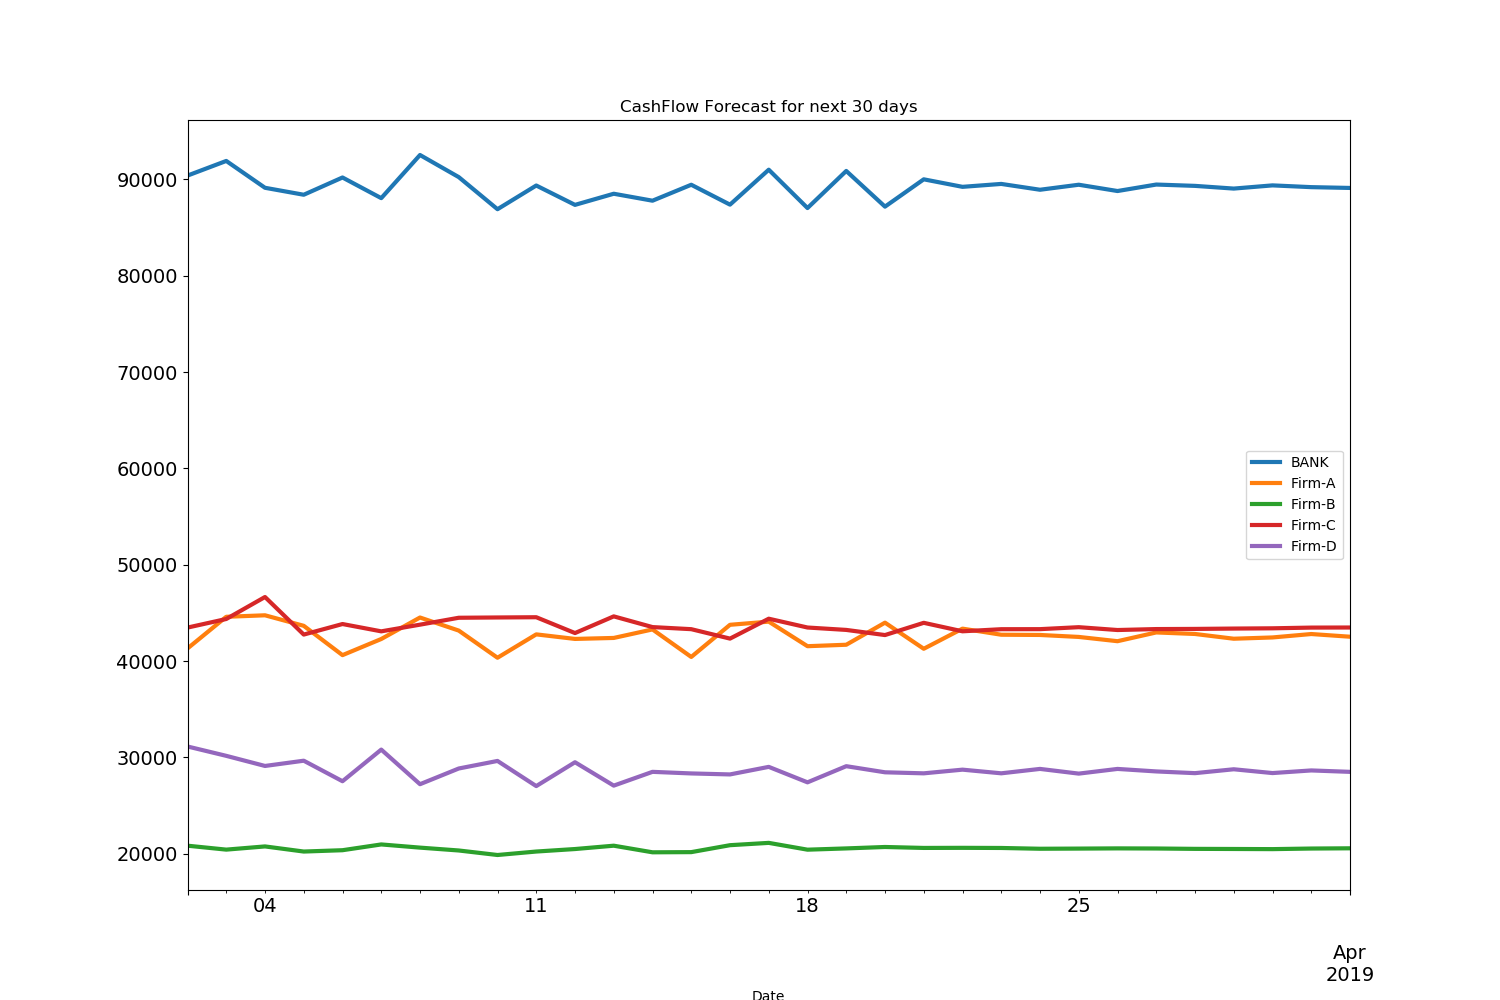 CashFlow Forecast for next 30 days
90000
80000
70000
60000
50000
40000
30000
20000
BANK
Firm-A
Firm-B
Firm-C
Firm-D
04 11 18 25
Apr
2019
Date